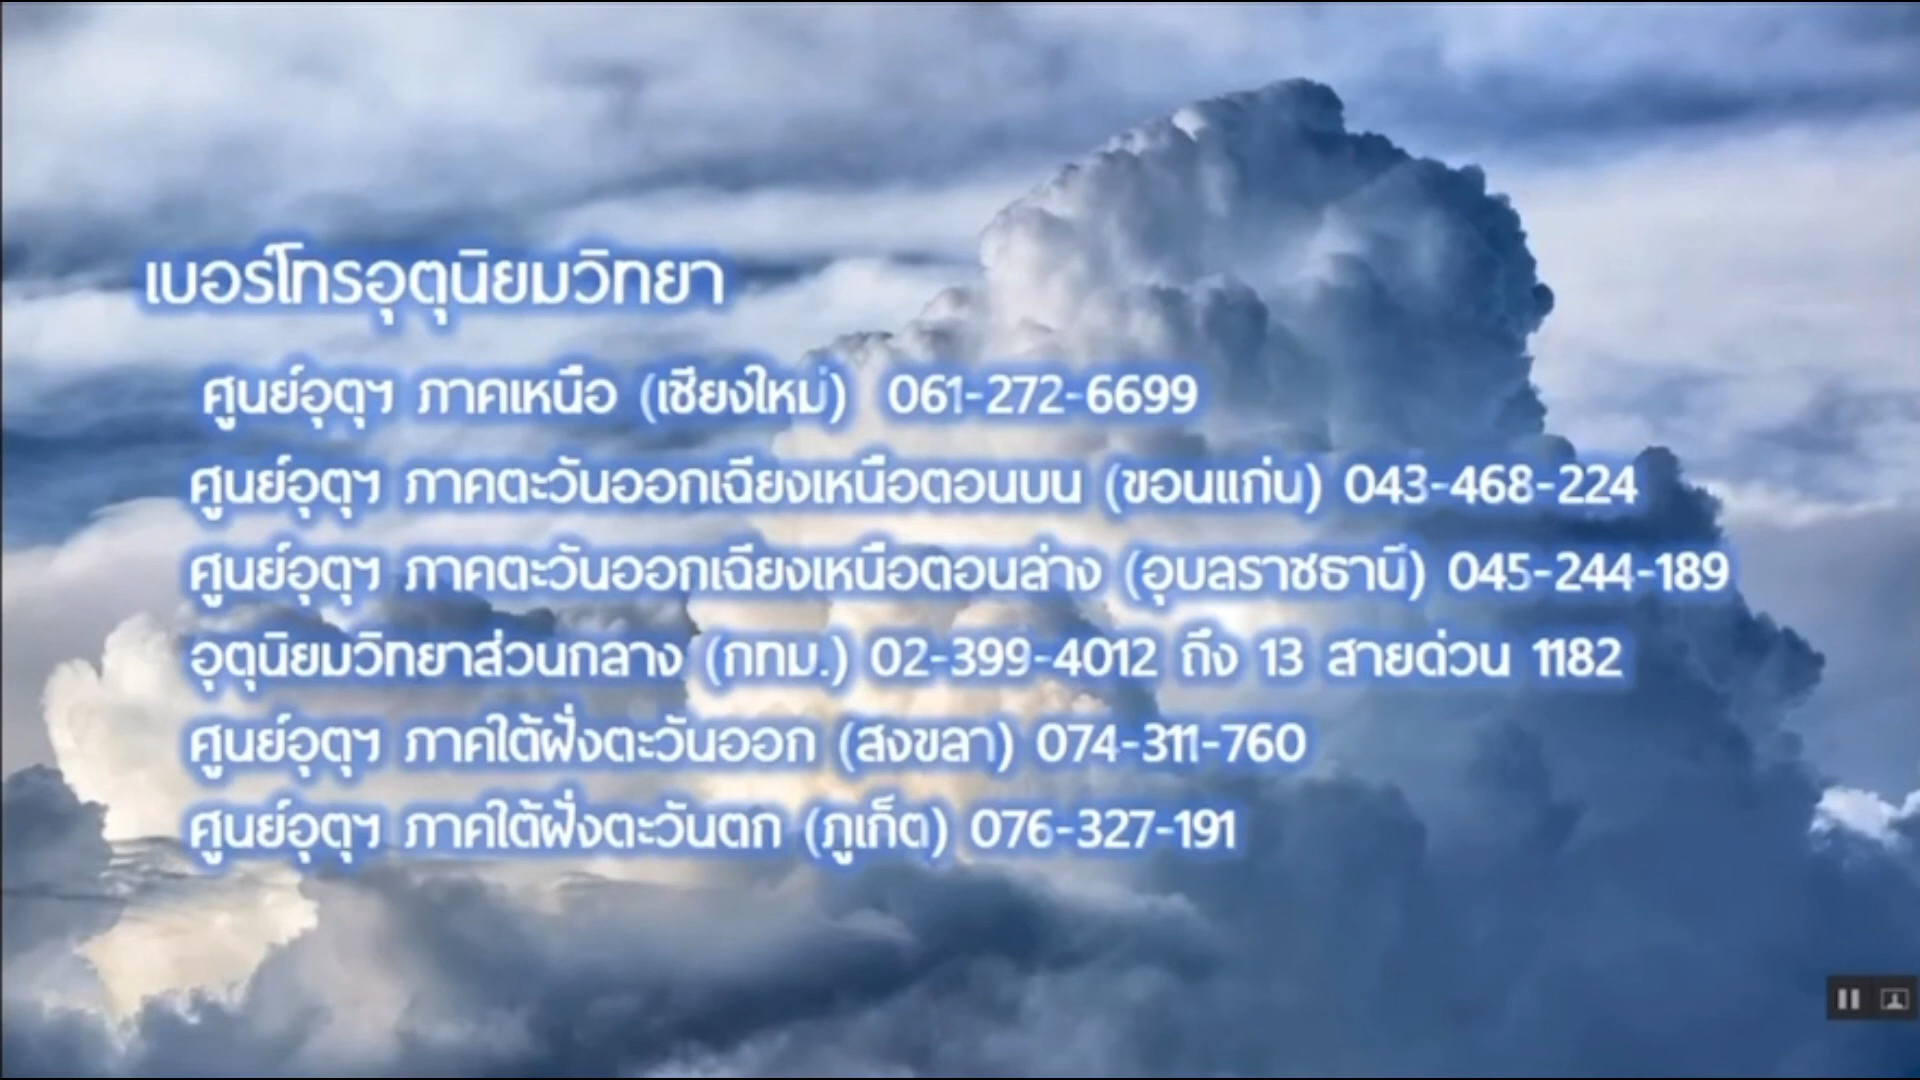 เบอร์โทรอุตุนิยมวิทยา
ศูนย์อุตุฯ ภาคเหนือ (เชียงใหม่) 061-272-6699
ศูนย์อุตุฯ ภาคตะวันออกเฉียงเหนือตอนบน (ขอนแก่น) 043-468-224
ศูนย์อุตุฯ ภาคตะวันออกเฉียงเหนือตอนล่าง (อุบลราชธานี) 045-244-189
อุตุนิยมวิทยาส่วนกลาง (กทม.) 02-399-4012 ถึง 13 สายด่วน 1182
ศูนย์อุตุฯ ภาคใต้ฝั่งตะวันออก (สงขลา) 074-311-760
ศูนย์อุตุฯ ภาคใต้ฝั่งตะวันตก (ภูเก็ต) 076-327-191